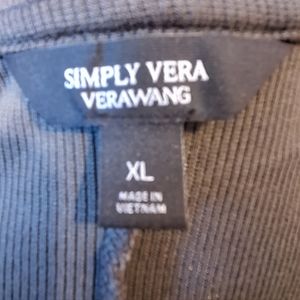 SIMPLY VERA
VERAWANG
XL
MADE IN
VIETNAM